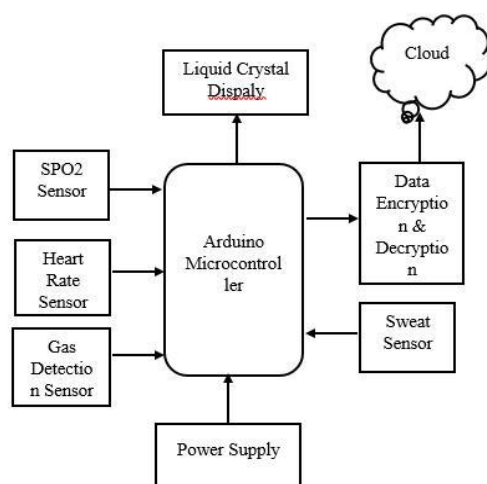 Liquid Crystal
Dispaly
Cloud
SPO2
Sensor
Data
Encryptio
n &
Decryptio
n
Arduino
Microcontrol
ler
Heart
Rate
Sensor
Sweat
Sensor
Gas
Detectio
n Sensor
Power Supply